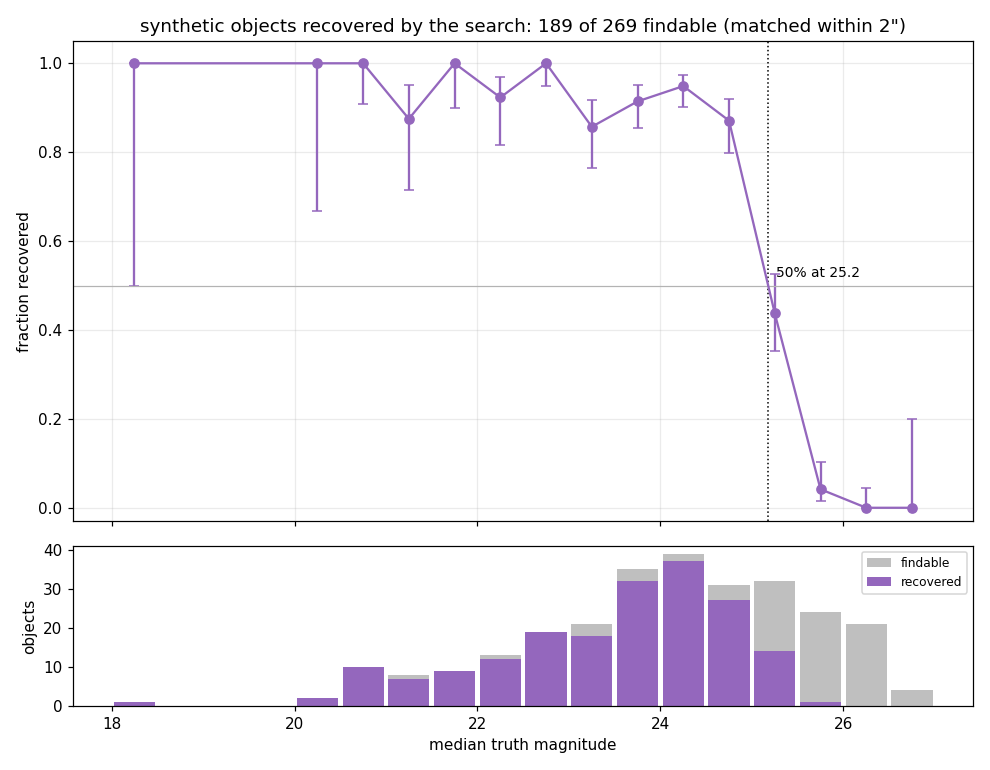 synthetic objects recovered by the search: 189 of 269 findable (matched within 2")
1.0
0.8
0.6
0.4
0.2
0.0
fraction recovered
50% at 25.2
40
30
20
10
0
objects
findable
recovered
18
20
22
24
26
median truth magnitude